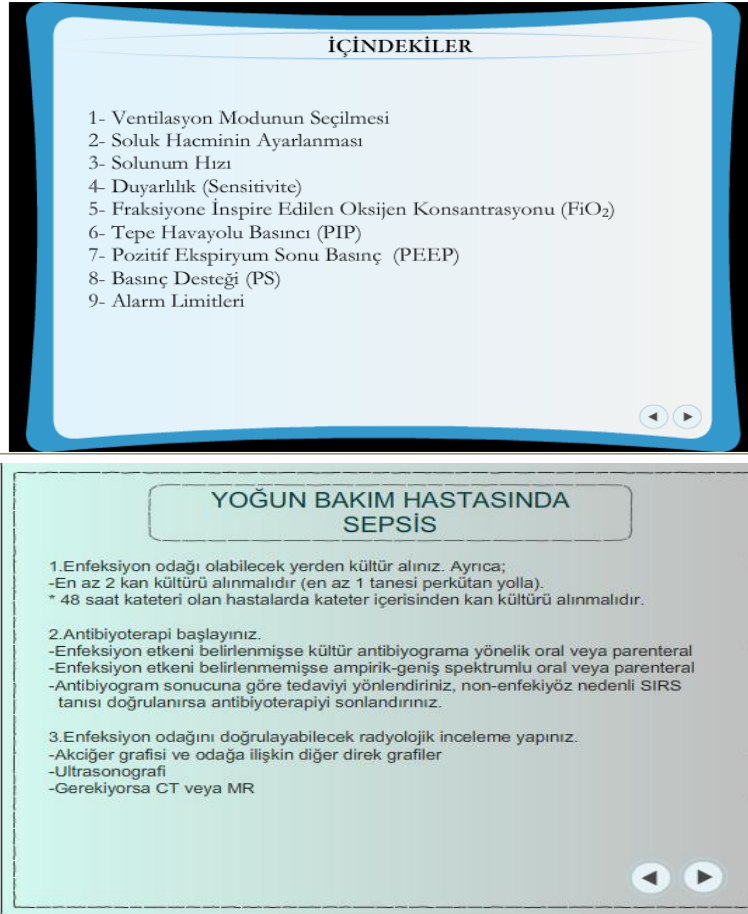 İÇİNDEKİLER
1- Ventilasyon Modunun Seçilmesi
2- Soluk Hacminin Ayarlanması
3- Solunum Hızı
4- Duyarlılık (Sensitivite)
5- Fraksiyone İnspire Edilen Oksijen Konsantrasyonu (FiO₂)
6- Tepe Havayolu Basıncı (PIP)
7- Pozitif Ekspiryum Sonu Basınç (PEEP)
8- Basınç Desteği (PS)
9- Alarm Limitleri
YOĞUN BAKIM HASTASINDA
SEPSİS
1.Enfeksiyon odağı olabilecek yerden kültür alınız. Ayrıca;
-En az 2 kan kültürü alınmalıdır (en az 1 tanesi perkütan yolla).
* 48 saat kateteri olan hastalarda kateter içerisinden kan kültürü alınmalıdır.
2.Antibiyoterapi başlayınız.
-Enfeksiyon etkeni belirlenmişse kültür antibiyograma yönelik oral veya parenteral
-Enfeksiyon etkeni belirlenmemişse ampirik-geniş spektrumlu oral veya parenteral
-Antibiyogram sonucuna göre tedaviyi yönlendiriniz, non-enfekiyöz nedenli SIRS
tanısı doğrulanırsa antibiyoterapiyi sonlandırınız.
3.Enfeksiyon odağını doğrulayabilecek radyolojik inceleme yapınız.
-Akciğer grafisi ve odağa ilişkin diğer direk grafiler
-Ultrasonografi
-Gerekiyorsa CT veya MR